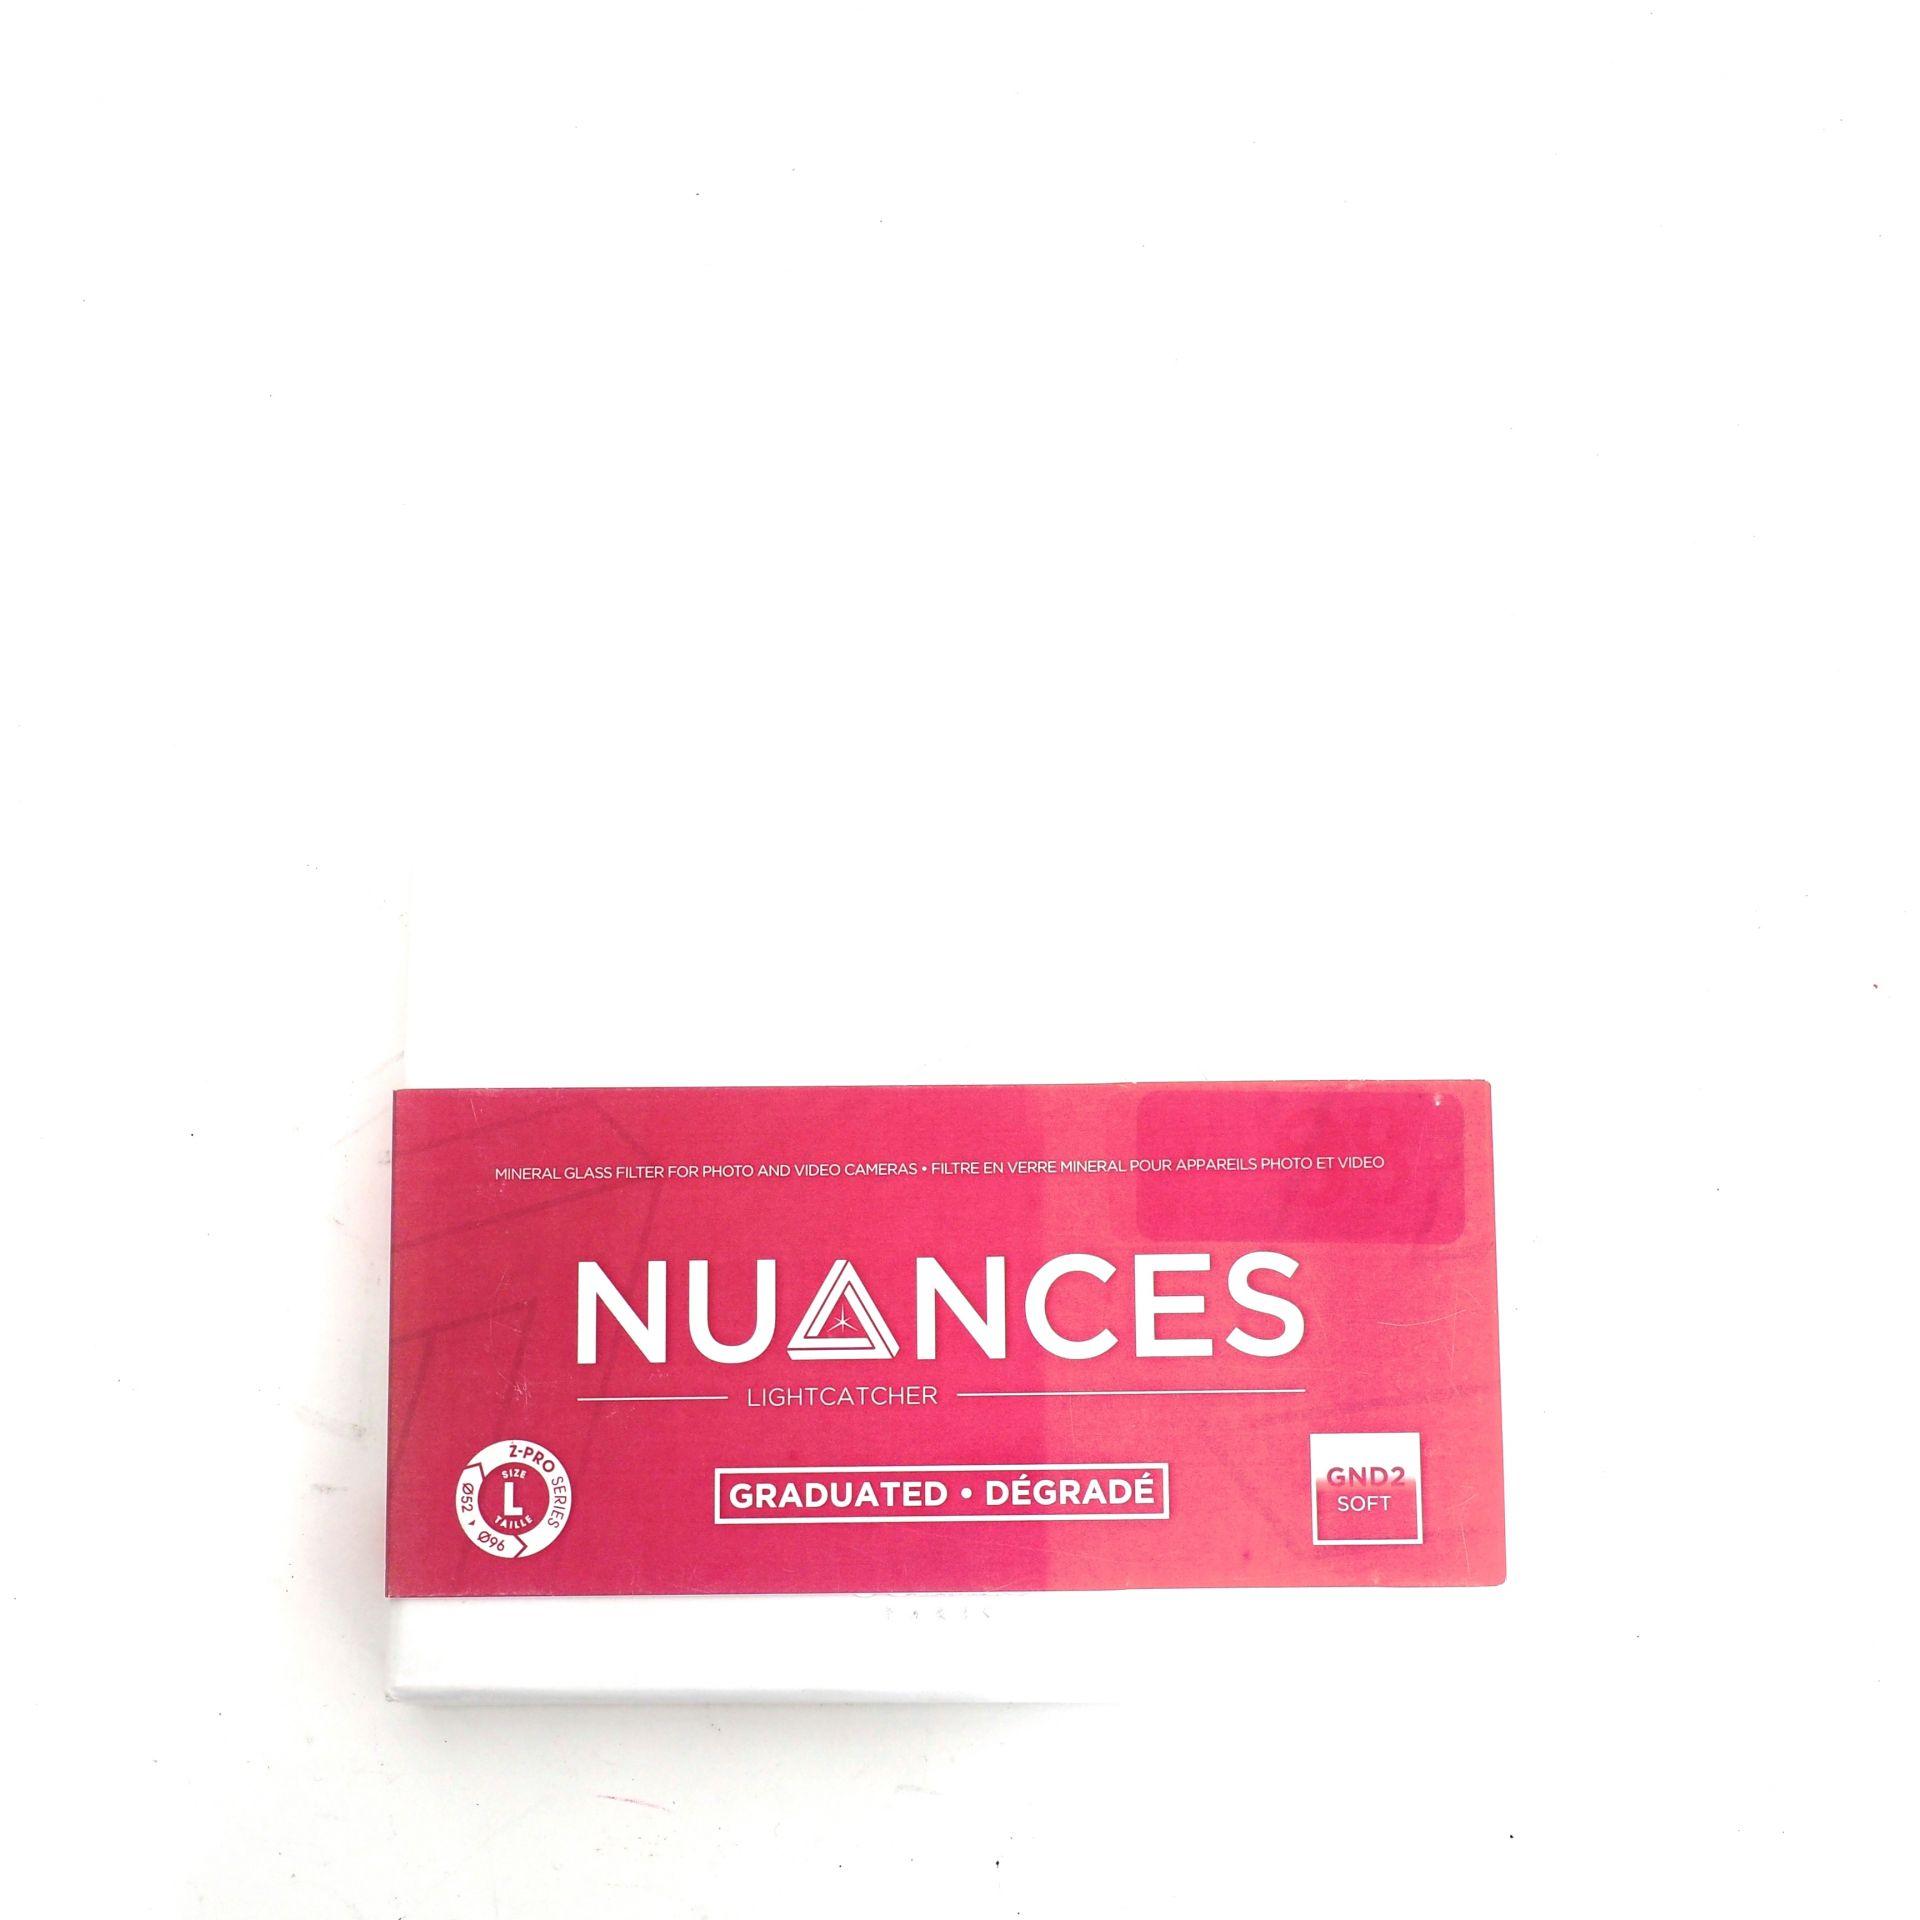 MINERAL GLASS FILTER FOR PHOTO AND VIDEO CAMERAS • FILTRE EN VERRE MINERAL POUR APPAREILS PHOTO ET VIDEO
NUANCES
LIGHTCATCHER
Z-PRO SERIES
SIZE
L
TAILLE
Ø52 ▸ Ø96
GRADUATED • DÉGRADÉ
GND2
SOFT